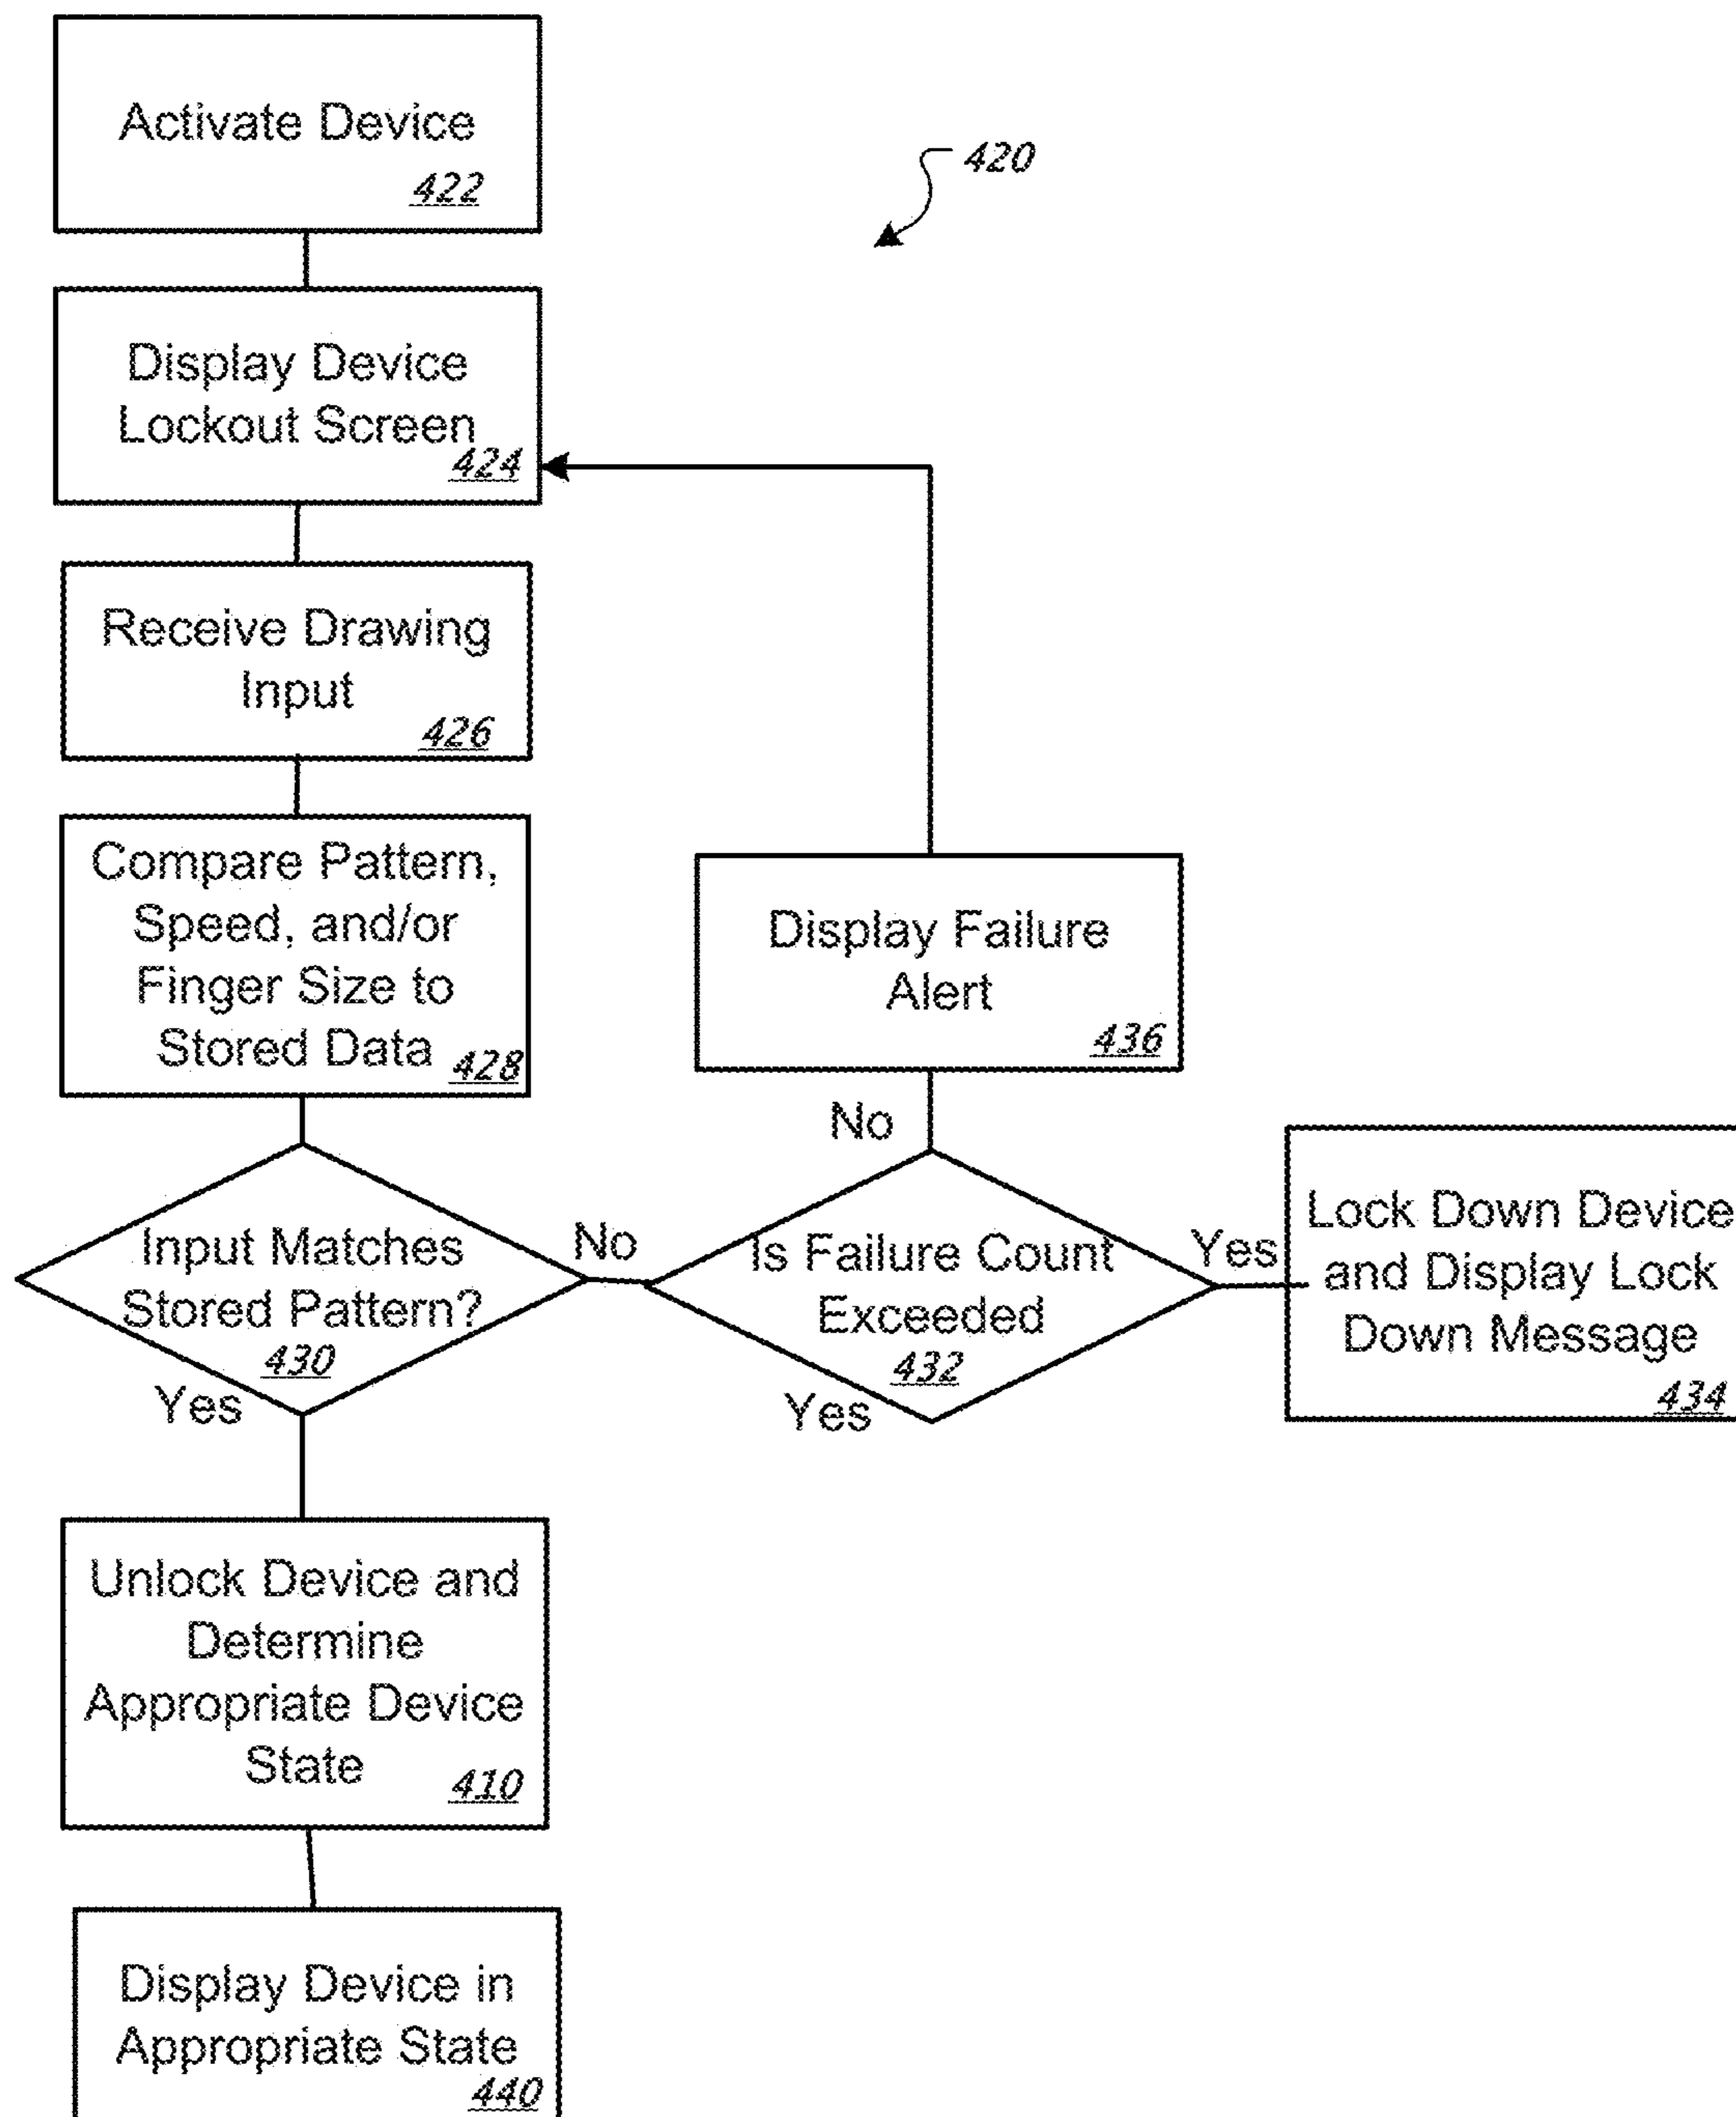 Activate Device
422
420
Display Device
Lockout Screen
424
Receive Drawing
Input
426
Compare Pattern,
Speed, and/or
Finger Size to
Stored Data
428
Display Failure
Alert
436
No
Input Matches
Stored Pattern?
430
No
Yes
Is Failure Count
Exceeded
432
Yes
Yes
Lock Down Device
and Display Lock
Down Message
434
Unlock Device and
Determine
Appropriate Device
State
410
Display Device in
Appropriate State
440